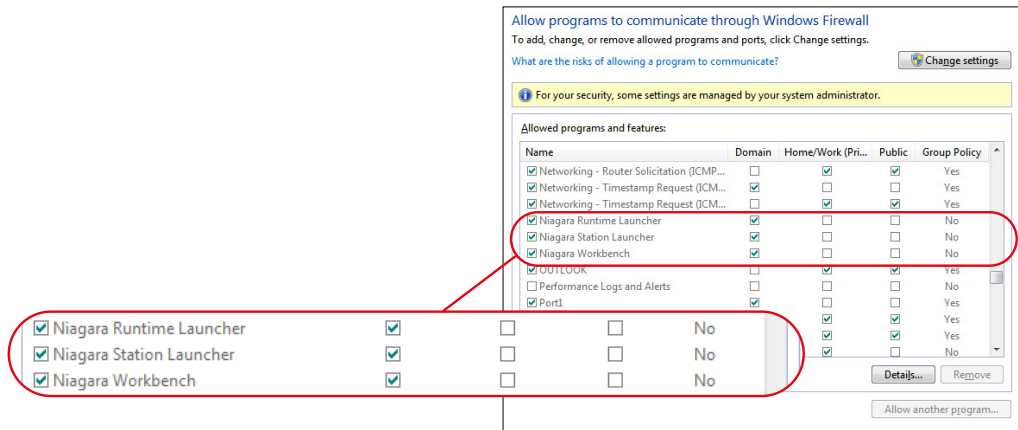 Allow programs to communicate through Windows Firewall
To add, change, or remove allowed programs and ports, click Change settings.
What are the risks of allowing a program to communicate?
Change settings
For your security, some settings are managed by your system administrator.
Allowed programs and features:
Name Domain Home/Work (Pri... Public Group Policy
Networking - Router Solicitation (ICMP... Yes
Networking - Timestamp Request (ICM... Yes
Networking - Timestamp Request (ICM... Yes
Niagara Runtime Launcher No
Niagara Station Launcher No
Niagara Workbench No
OUTLOOK Yes
Performance Logs and Alerts No
Port1 Yes
Yes
Yes
No
Niagara Runtime Launcher No
Niagara Station Launcher No
Niagara Workbench No
Details... Remove
Allow another program...